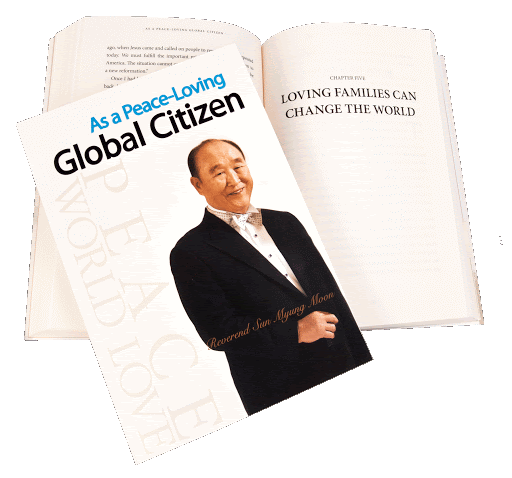 AS A PEACE-LOVING GLOBAL CITIZEN
ago, when Jesus came and called on people to
today. We must fulfill the important
America. The situation cannot
a new reformation."
Once I had
CHAPTER FIVE
LOVING FAMILIES CAN
CHANGE THE WORLD
As a Peace-Loving
Global Citizen
PEACE
WORLD LOVE
Reverend Sun Myung Moon